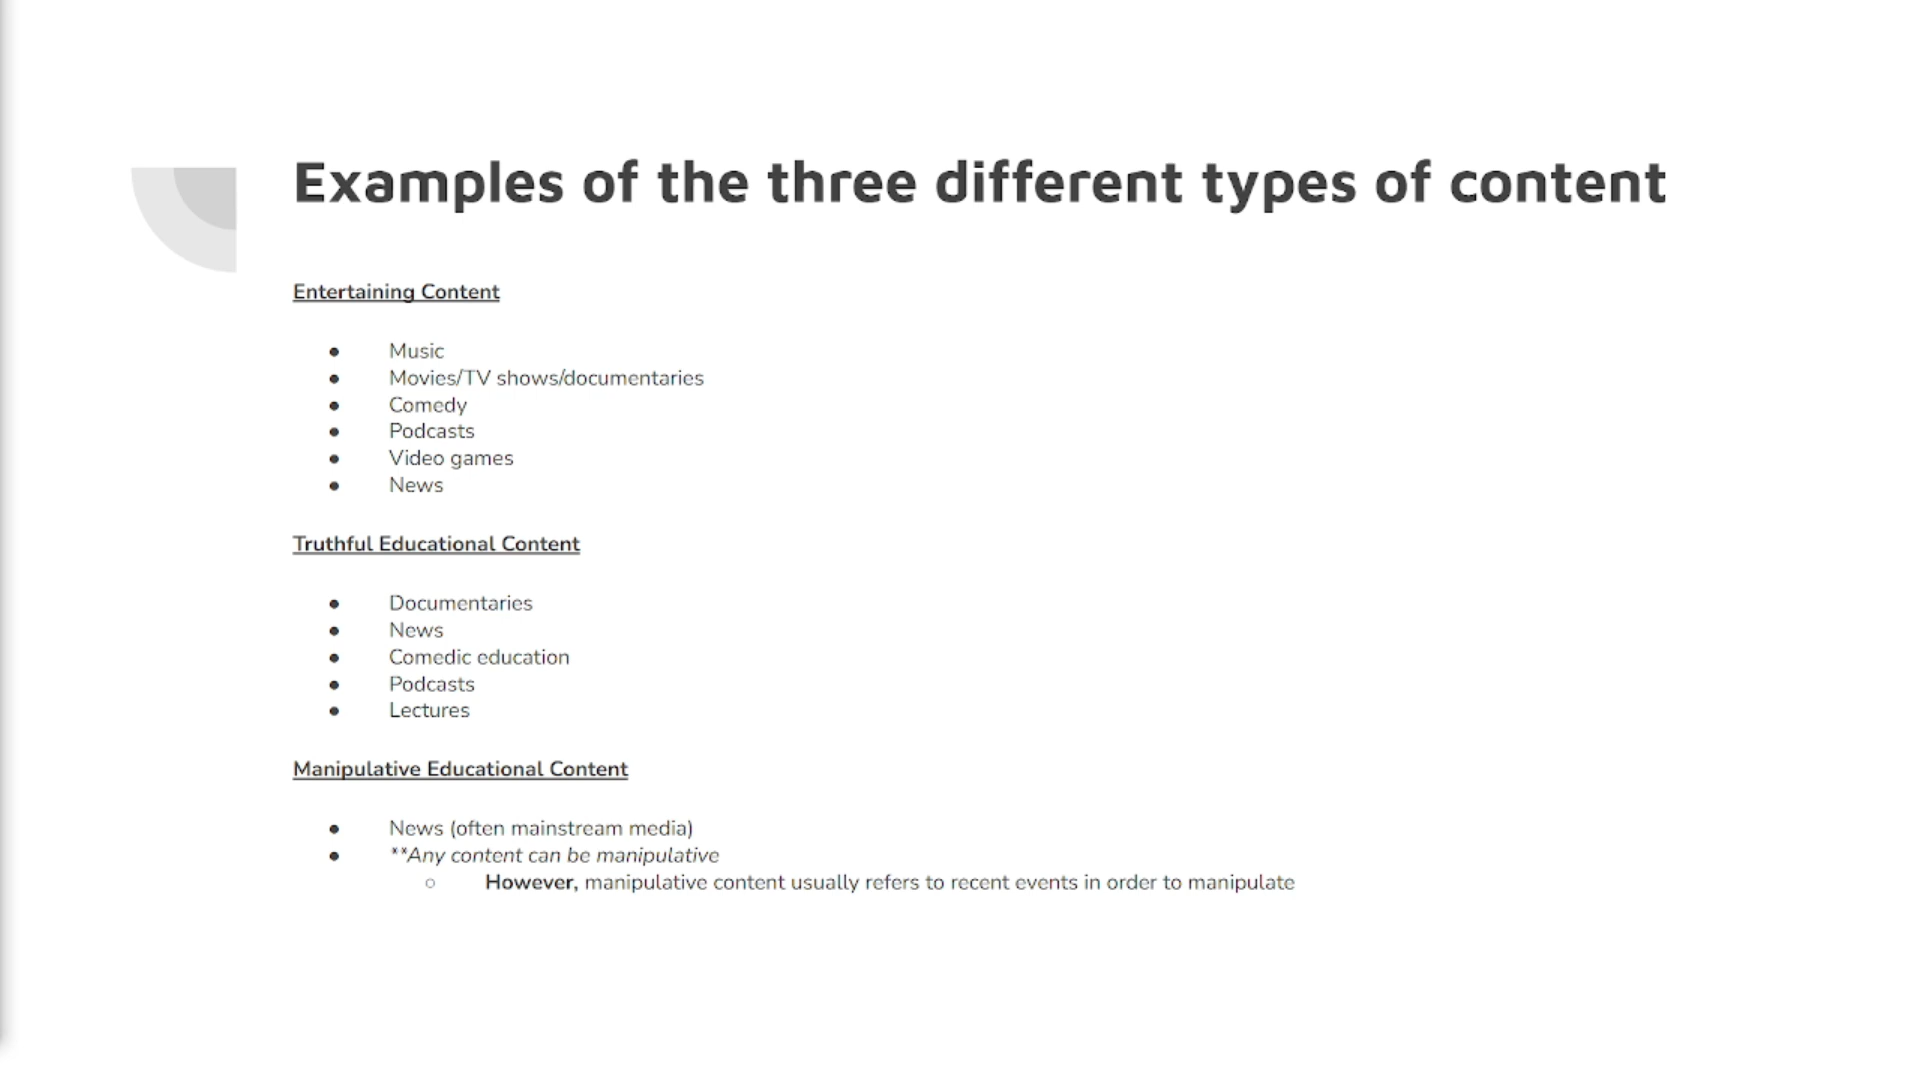 Examples of the three different types of content
Entertaining Content
● Music
● Movies/TV shows/documentaries
● Comedy
● Podcasts
● Video games
● News
Truthful Educational Content
● Documentaries
● News
● Comedic education
● Podcasts
● Lectures
Manipulative Educational Content
● News (often mainstream media)
● **Any content can be manipulative
○ However, manipulative content usually refers to recent events in order to manipulate